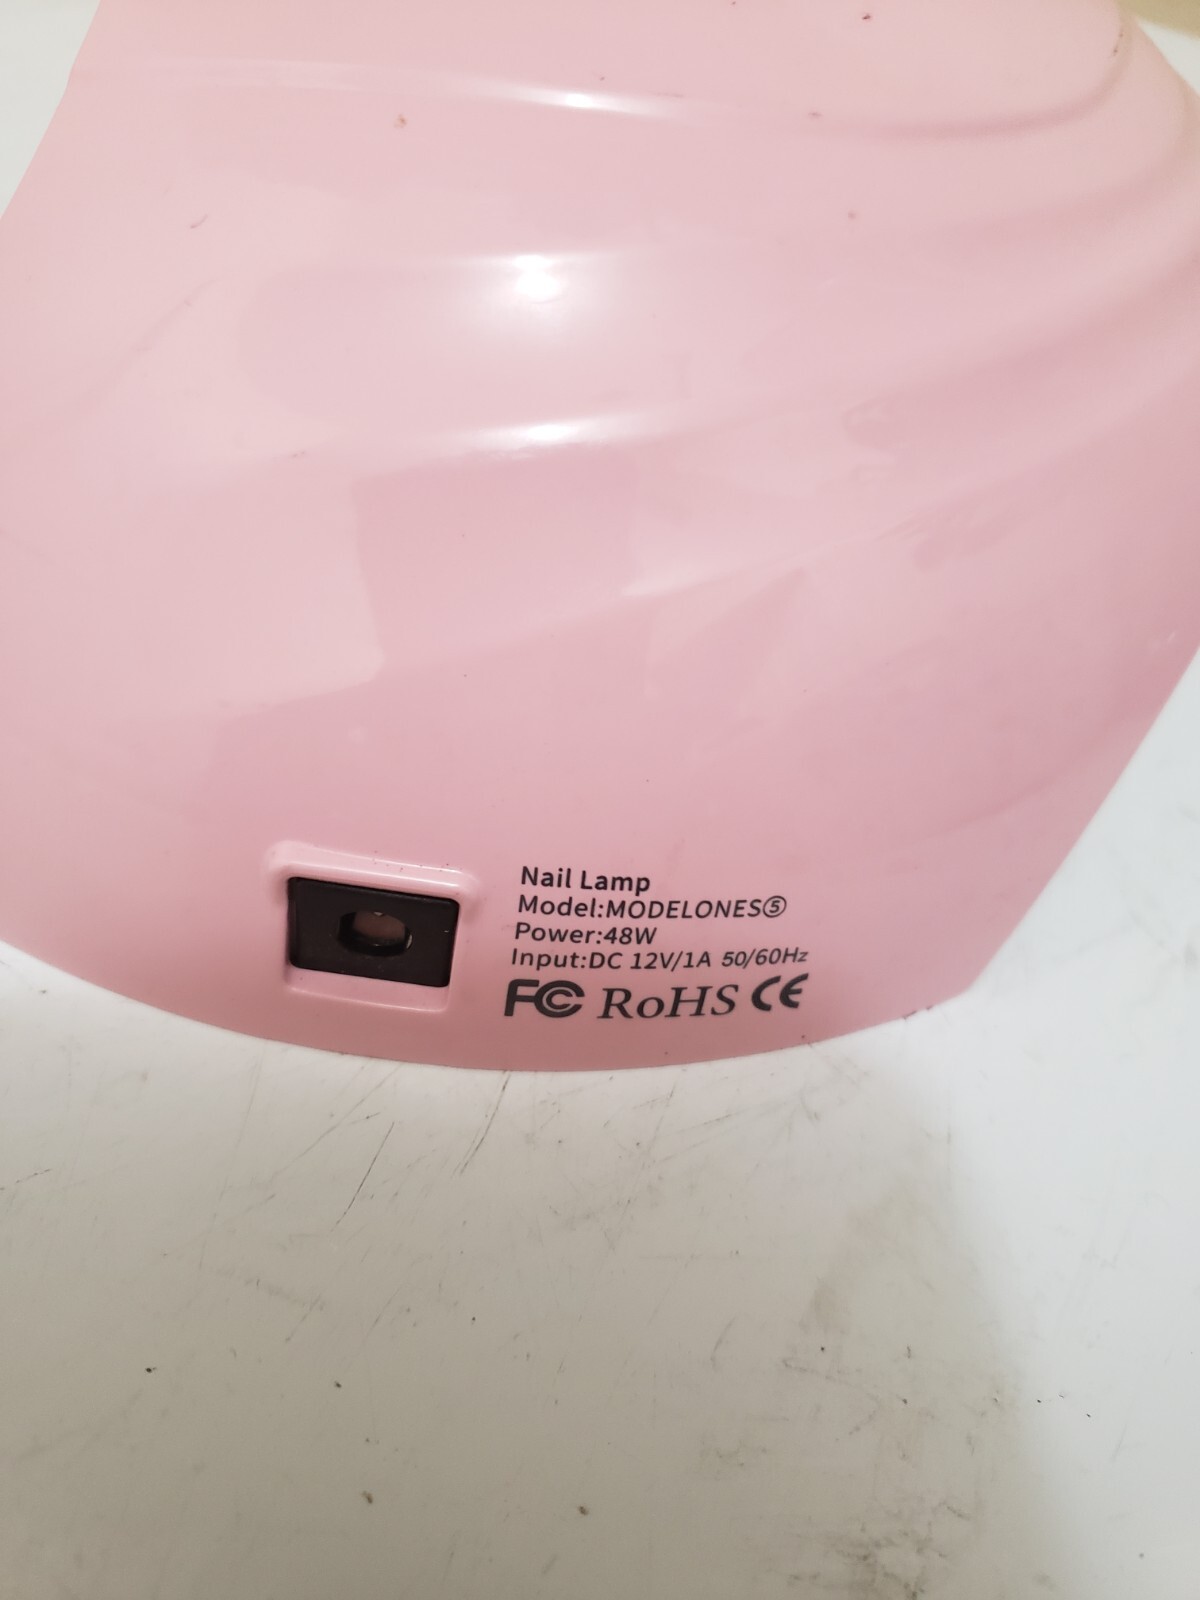 Nail Lamp
Model:MODELONES⑤
Power:48W
Input:DC 12V/1A 50/60Hz
FC RoHS CE